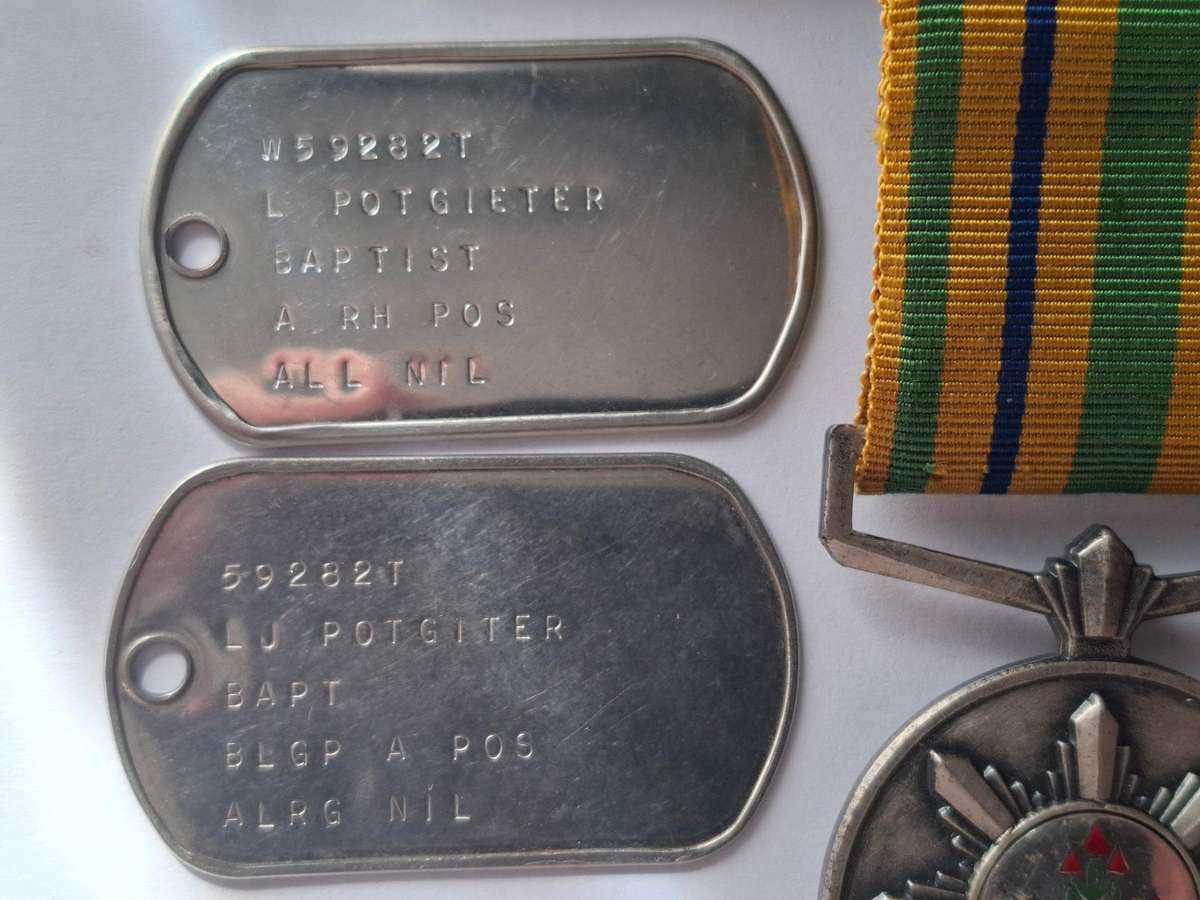 W59282T
L POTGIETER
BAPTIST
A RH POS
ALL NIL
59282T
LJ POTGITER
BAPT
BLGP A POS
ALRG NIL